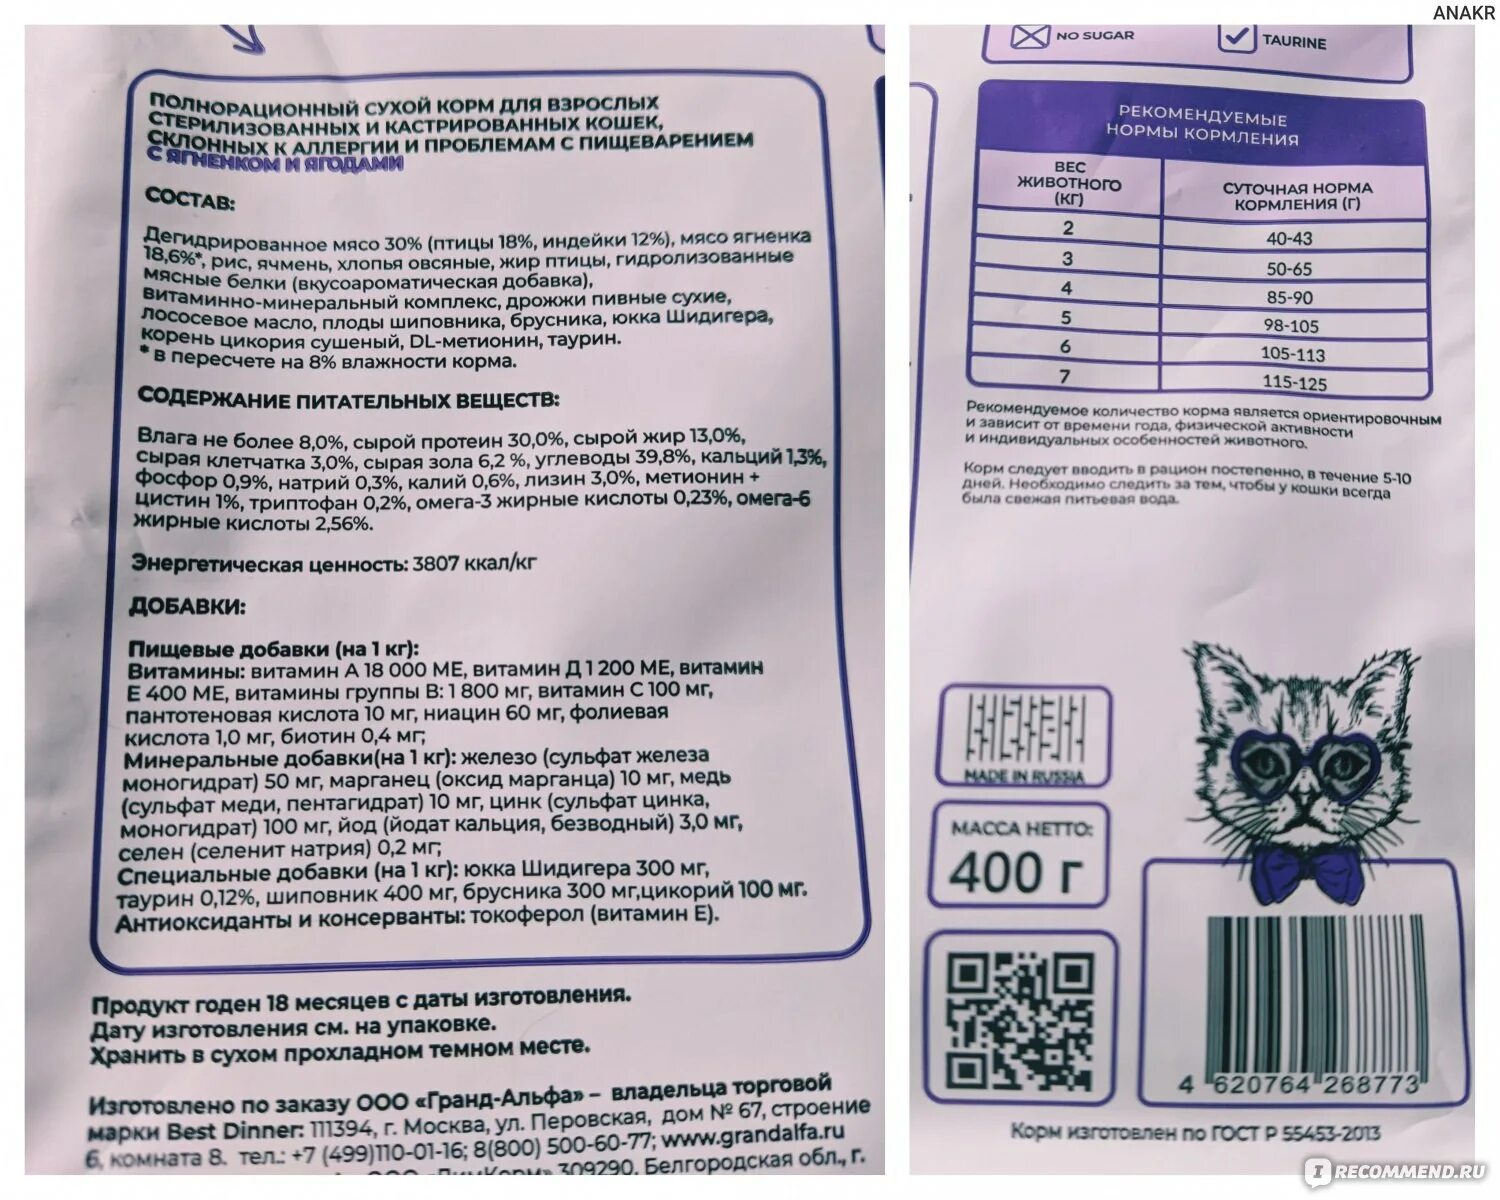 ANAKR
ПОЛНОРАЦИОННЫЙ СУХОЙ КОРМ ДЛЯ ВЗРОСЛЫХ
СТЕРИЛИЗОВАННЫХ И КАСТРИРОВАННЫХ КОШЕК,
СКЛОННЫХ К АЛЛЕРГИИ И ПРОБЛЕМАМ С ПИЩЕВАРЕНИЕМ
С ЯГНЕНКОМ И ЯГОДАМИ
СОСТАВ:
Дегидрированное мясо 30% (птицы 18%, индейки 12%), мясо ягненка
18,6%*, рис, ячмень, хлопья овсяные, жир птицы, гидролизованные
мясные белки (вкусоароматическая добавка),
витаминно-минеральный комплекс, дрожжи пивные сухие,
лососевое масло, плоды шиповника, брусника, юкка Шидигера,
корень цикория сушеный, DL-метионин, таурин.
* в пересчете на 8% влажности корма.
СОДЕРЖАНИЕ ПИТАТЕЛЬНЫХ ВЕЩЕСТВ:
Влага не более 8,0%, сырой протеин 30,0%, сырой жир 13,0%,
сырая клетчатка 3,0%, сырая зола 6,2 %, углеводы 39,8%, кальций 1,3%,
фосфор 0,9%, натрий 0,3%, калий 0,6%, лизин 3,0%, метионин +
цистин 1%, триптофан 0,2%, омега-3 жирные кислоты 0,23%, омега-6
жирные кислоты 2,56%.
Энергетическая ценность: 3807 ккал/кг
ДОБАВКИ:
Пищевые добавки (на 1 кг):
Витамины: витамин А 18 000 МЕ, витамин Д 1 200 МЕ, витамин
Е 400 МЕ, витамины группы В: 1 800 мг, витамин С 100 мг,
пантотеновая кислота 10 мг, ниацин 60 мг, фолиевая
кислота 1,0 мг, биотин 0,4 мг;
Минеральные добавки(на 1 кг): железо (сульфат железа
моногидрат) 50 мг, марганец (оксид марганца) 10 мг, медь
(сульфат меди, пентагидрат) 10 мг, цинк (сульфат цинка,
моногидрат) 100 мг, йод (йодат кальция, безводный) 3,0 мг,
селен (селенит натрия) 0,2 мг;
Специальные добавки (на 1 кг): юкка Шидигера 300 мг,
таурин 0,12%, шиповник 400 мг, брусника 300 мг,цикорий 100 мг.
Антиоксиданты и консерванты: токоферол (витамин Е).
Продукт годен 18 месяцев с даты изготовления.
Дату изготовления см. на упаковке.
Хранить в сухом прохладном темном месте.
Изготовлено по заказу ООО «Гранд-Альфа» – владельца торговой
марки Best Dinner: 111394, г. Москва, ул. Перовская, дом № 67, строение
6, комната 8. тел.: +7 (499)110-01-16; 8(800) 500-60-77; www.grandalfa.ru
ООО «ЛимКорм» 309290, Белгородская обл., г.
NO SUGAR
TAURINE
РЕКОМЕНДУЕМЫЕ
НОРМЫ КОРМЛЕНИЯ
ВЕС
ЖИВОТНОГО
(КГ)
СУТОЧНАЯ НОРМА
КОРМЛЕНИЯ (Г)
2 40-43
3 50-65
4 85-90
5 98-105
6 105-113
7 115-125
Рекомендуемое количество корма является ориентировочным
и зависит от времени года, физической активности
и индивидуальных особенностей животного.
Корм следует вводить в рацион постепенно, в течение 5-10
дней. Необходимо следить за тем, чтобы у кошки всегда
была свежая питьевая вода.
MADE IN RUSSIA
МАССА НЕТТО:
400 г
4 620764 268773
Корм изготовлен по ГОСТ Р 55453-2013
IRECOMMEND.RU